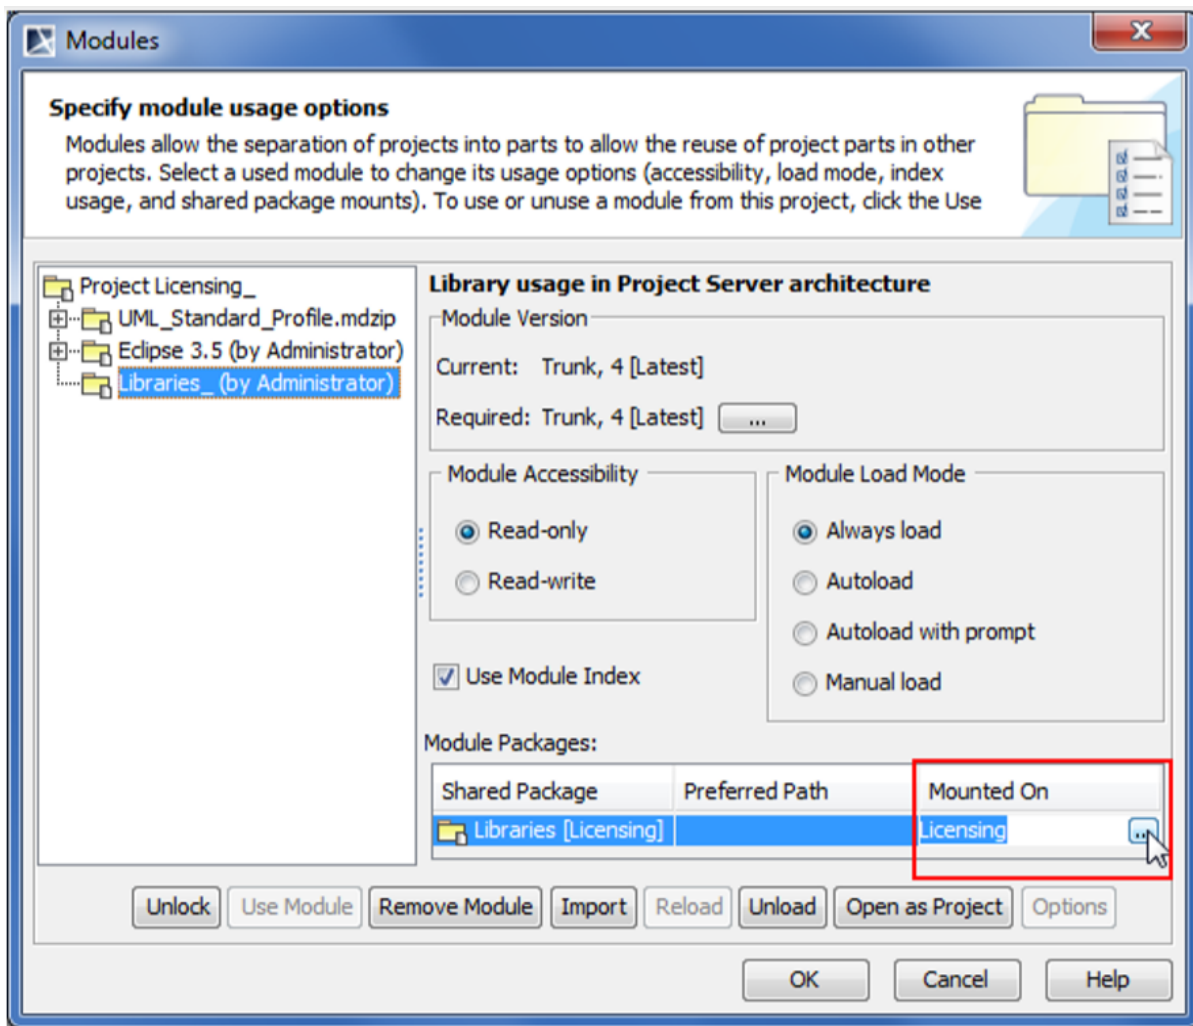 Modules
Specify module usage options
Modules allow the separation of projects into parts to allow the reuse of project parts in other
projects. Select a used module to change its usage options (accessibility, load mode, index
usage, and shared package mounts). To use or unuse a module from this project, click the Use
Project Licensing_
UML_Standard_Profile.mdzip
Eclipse 3.5 (by Administrator)
Libraries_ (by Administrator)
Library usage in Project Server architecture
Module Version
Current: Trunk, 4 [Latest]
Required: Trunk, 4 [Latest] ...
Module Accessibility
Read-only
Read-write
Use Module Index
Module Load Mode
Always load
Autoload
Autoload with prompt
Manual load
Module Packages:
Shared Package Preferred Path Mounted On
Libraries [Licensing] Licensing ...
Unlock Use Module Remove Module Import Reload Unload Open as Project Options
OK Cancel Help